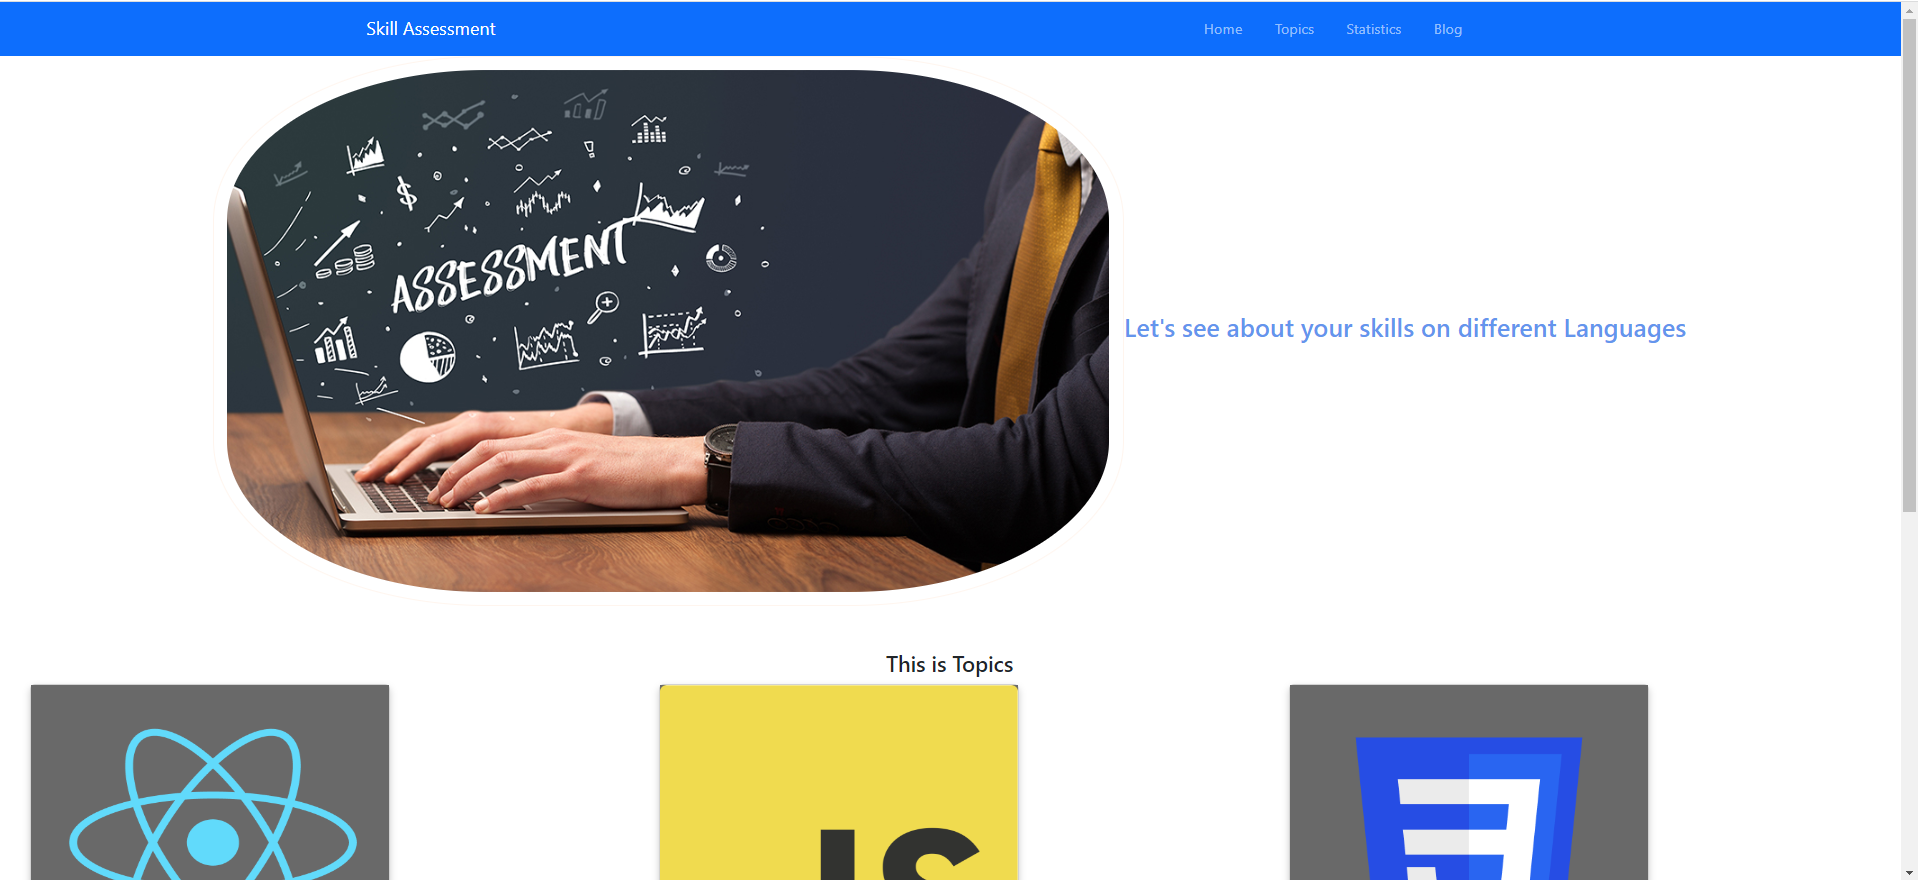 Skill Assessment
Home Topics Statistics Blog
ASSESSMENT
Let's see about your skills on different Languages
This is Topics
JS